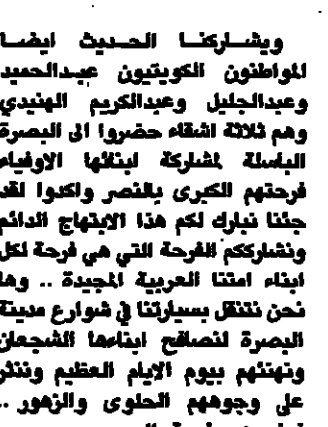 ويشاركنا الحديث ايضا
المواطنون الكويتيون عبدالحميد
وعبدالجليل وعبدالكريم الهنيدي
وهم ثلاثة اشقاء حضروا الى البصرة
الباسلة لمشاركة ابنائها الاوفياء
فرحتهم الكبرى بالنصر واكدوا لقد
جئنا نبارك لكم هذا الابتهاج الدائم
ونشارككم الفرحة التي هي فرحة لكل
ابناء امتنا العربية المجيدة .. وها
نحن نتنقل بسيارتنا في شوارع مدينة
البصرة لنصافح ابناءها الشجعان
ونهنئهم بيوم الايام العظيم وننثر
على وجوههم الحلوى والزهور ..